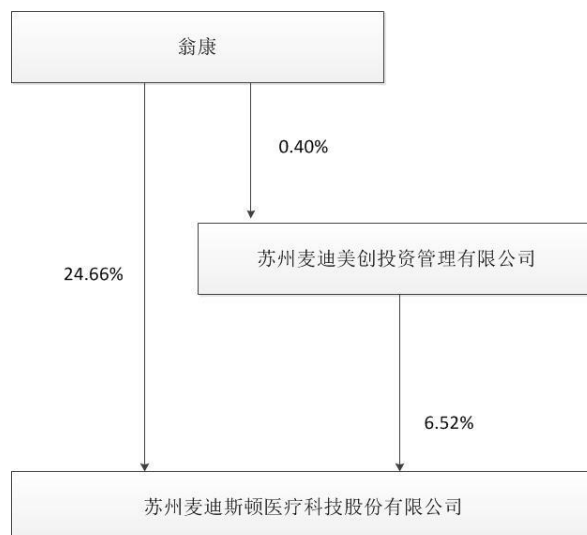 翁康
0.40%
苏州麦迪美创投资管理有限公司
24.66%
6.52%
苏州麦迪斯顿医疗科技股份有限公司